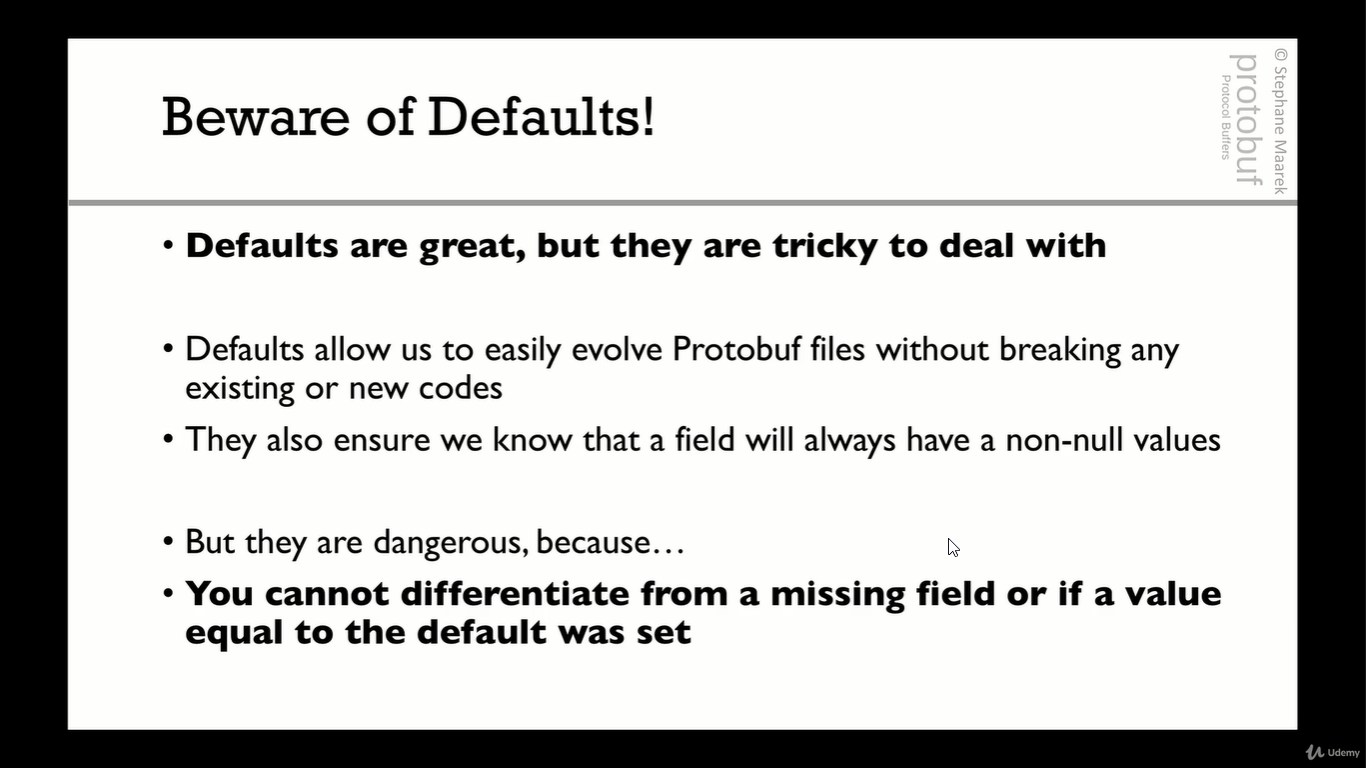 Beware of Defaults!
© Stephane Maarek
protobuf
Protocol Buffers
• Defaults are great, but they are tricky to deal with
• Defaults allow us to easily evolve Protobuf files without breaking any
existing or new codes
• They also ensure we know that a field will always have a non-null values
• But they are dangerous, because…
• You cannot differentiate from a missing field or if a value
equal to the default was set
Udemy